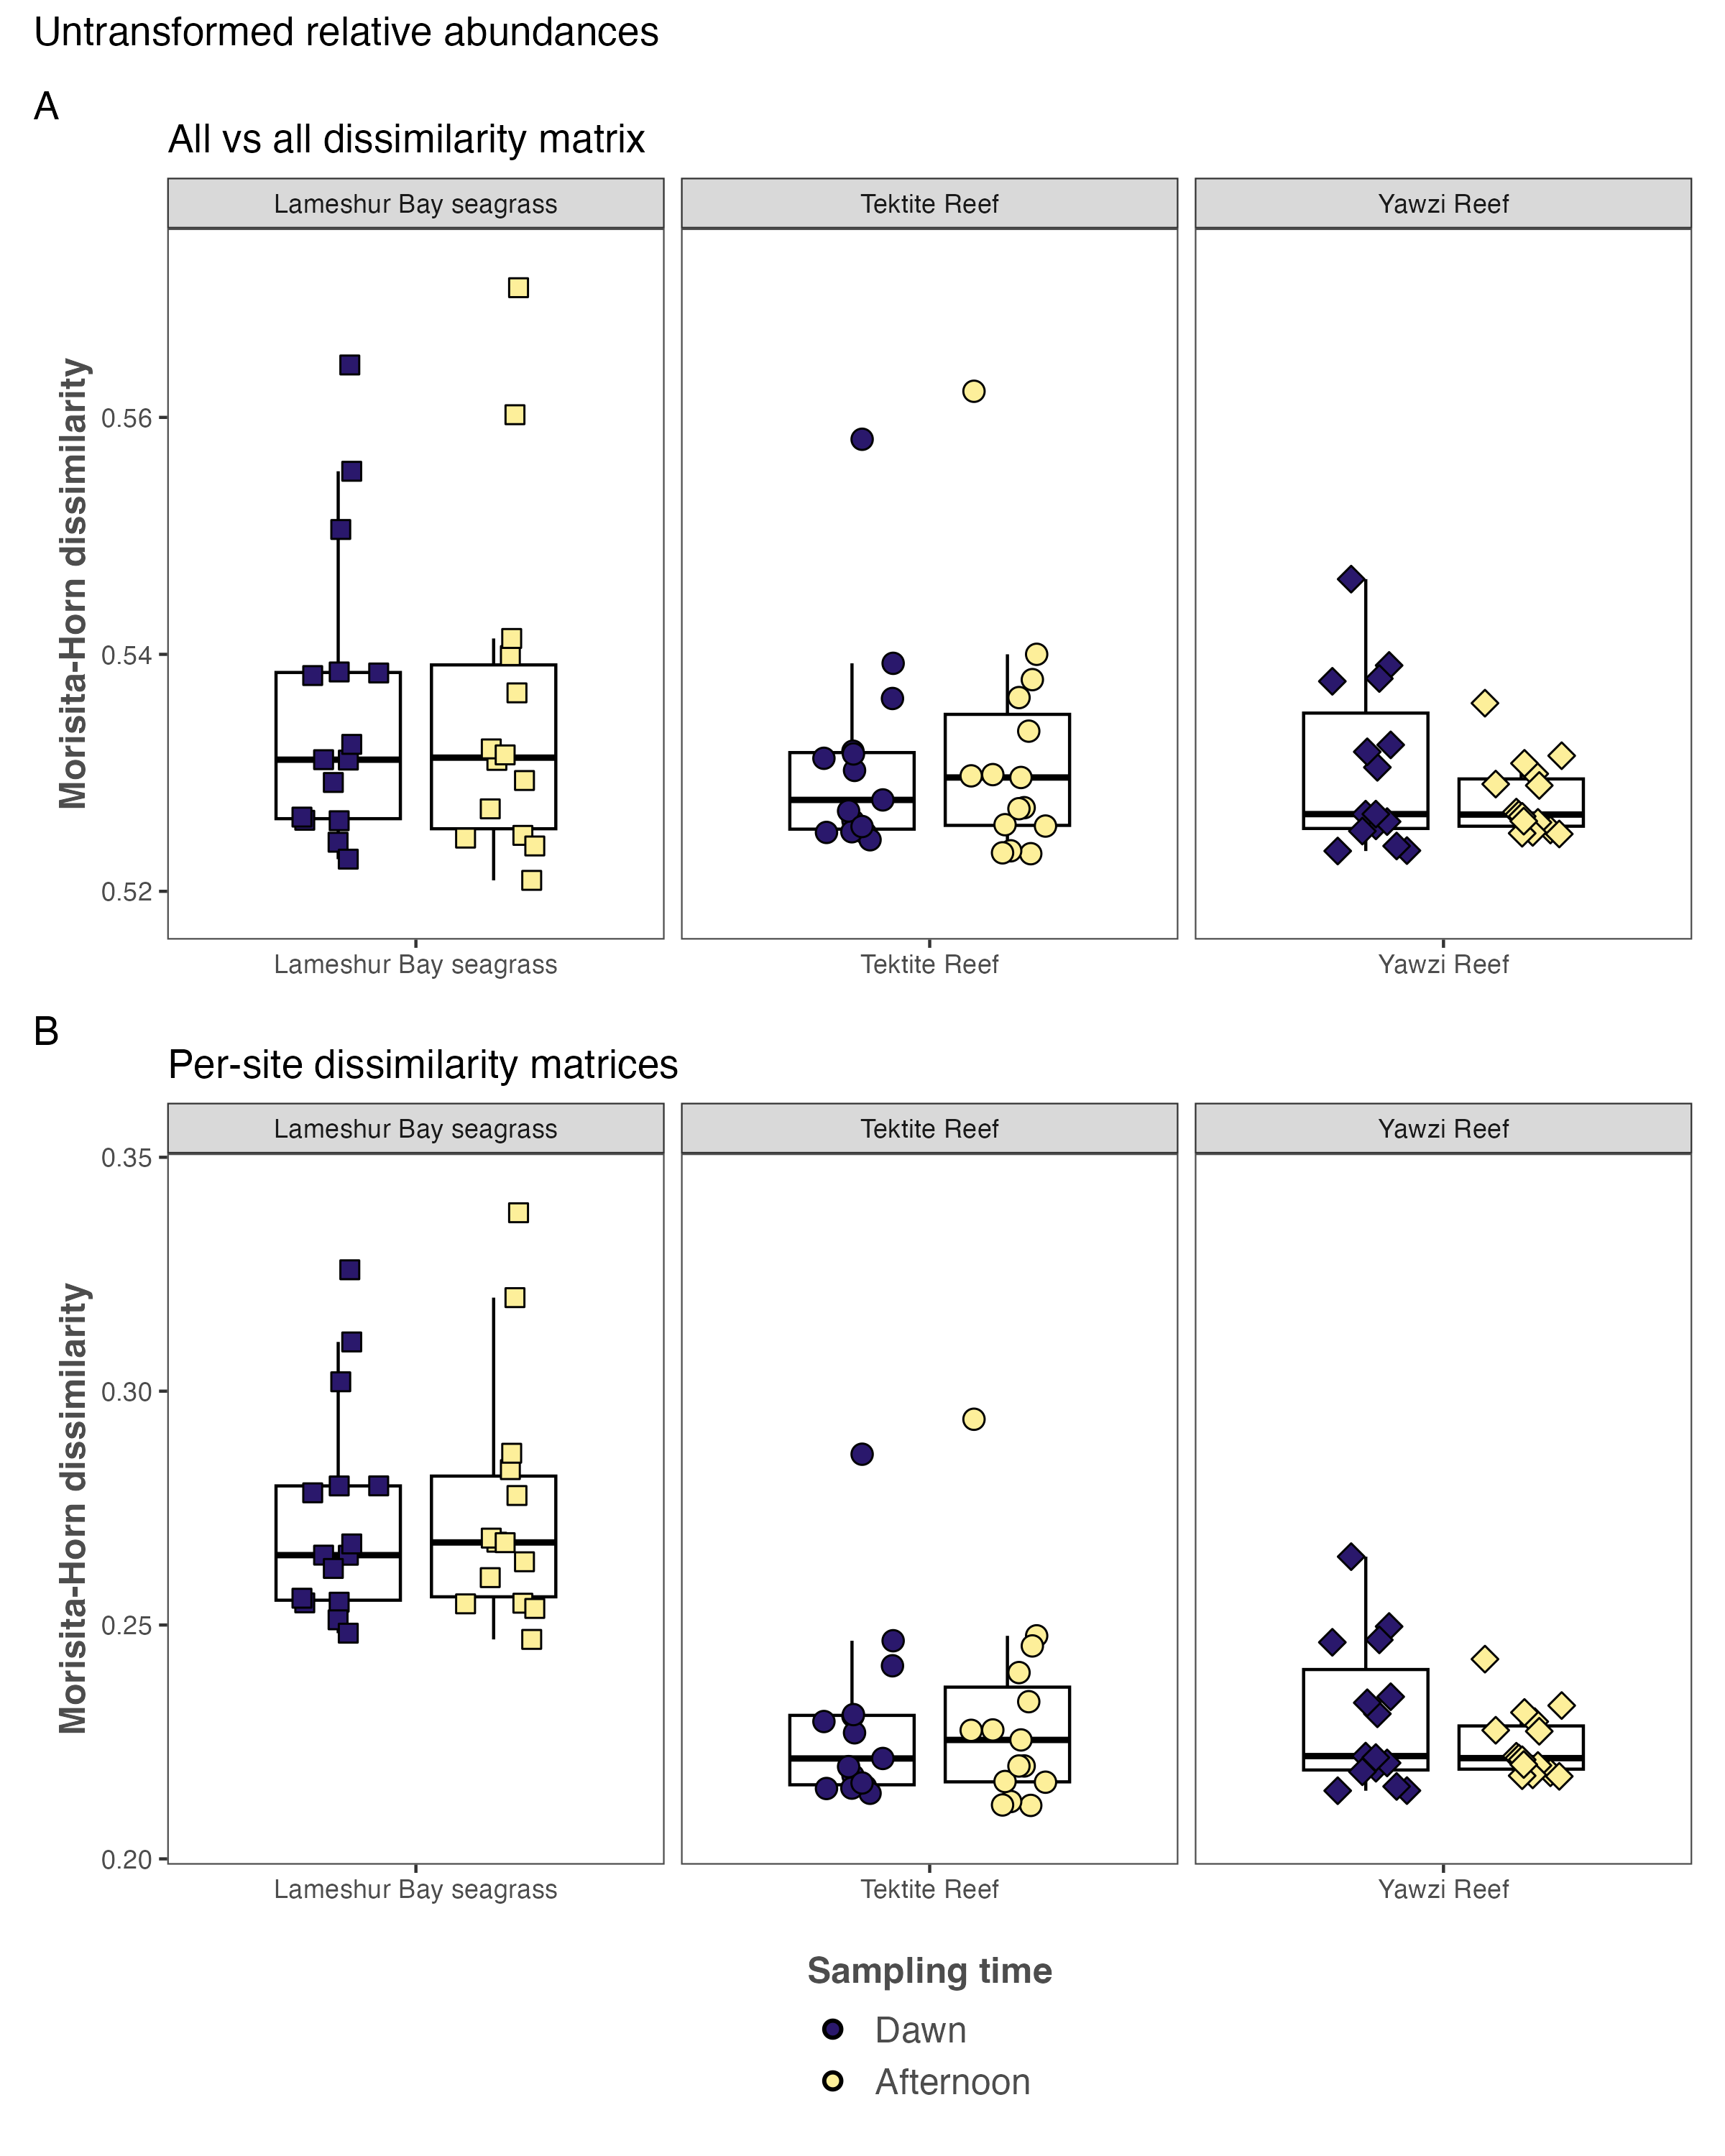 Untransformed relative abundances
A
All vs all dissimilarity matrix
Lameshur Bay seagrass
Tektite Reef
Yawzi Reef
Morisita-Horn dissimilarity
0.56
0.54
0.52
Lameshur Bay seagrass
Tektite Reef
Yawzi Reef
B
Per-site dissimilarity matrices
Lameshur Bay seagrass
Tektite Reef
Yawzi Reef
Morisita-Horn dissimilarity
0.35
0.30
0.25
0.20
Lameshur Bay seagrass
Tektite Reef
Yawzi Reef
Sampling time
Dawn
Afternoon